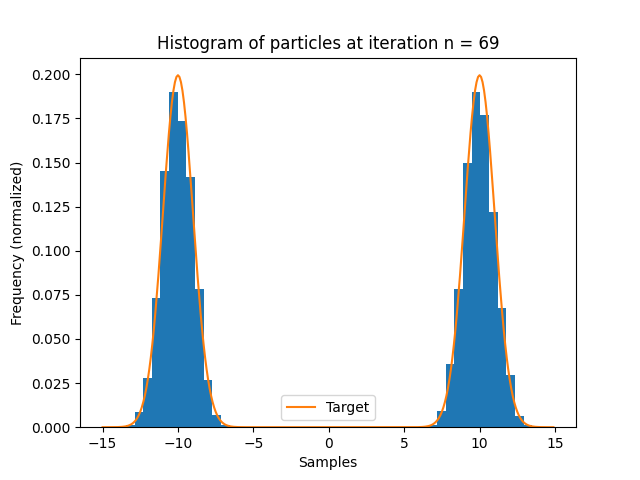 Histogram of particles at iteration n = 69
Frequency (normalized)
0.200
0.175
0.150
0.125
0.100
0.075
0.050
0.025
0.000
Target
−15 −10 −5 0 5 10 15
Samples